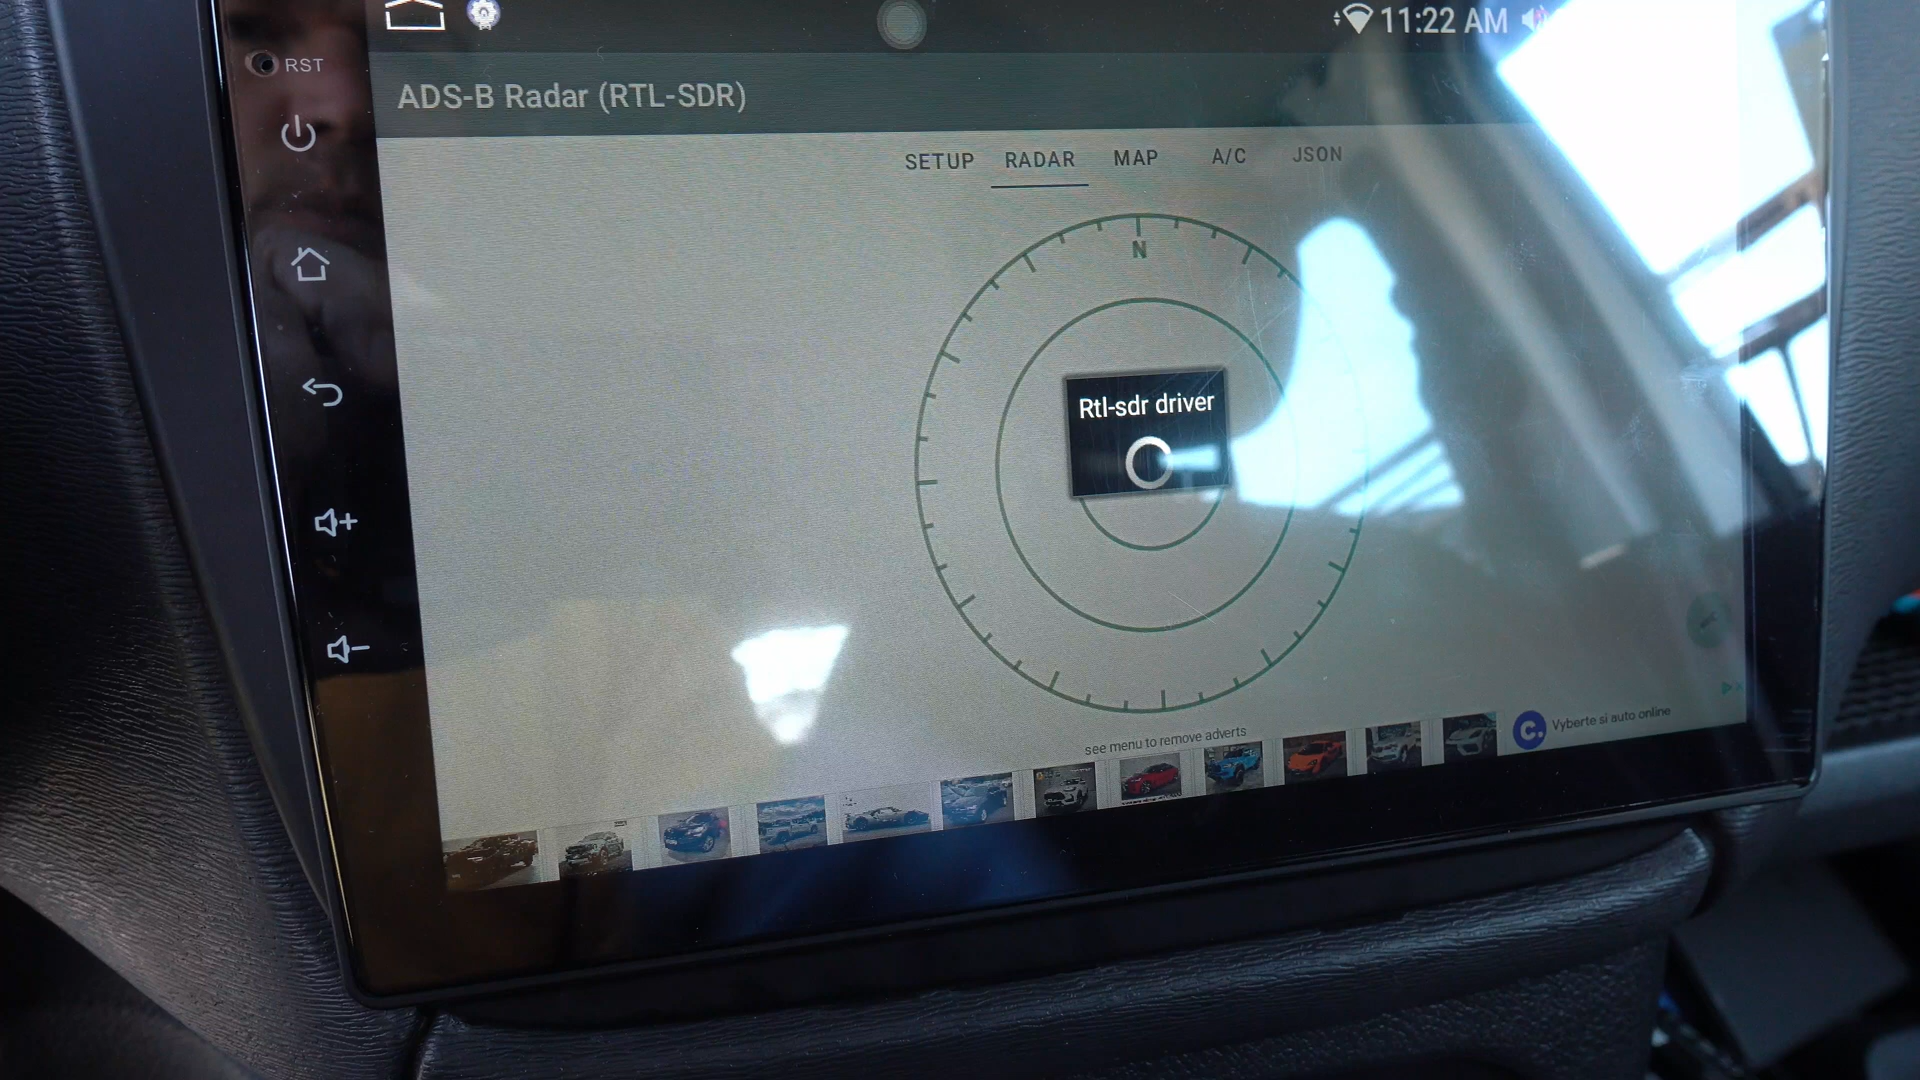 11:22 AM
RST
ADS-B Radar (RTL-SDR)
SETUP RADAR MAP A/C JSON
N
Rtl-sdr driver
see menu to remove adverts
C. Vyberte si auto online